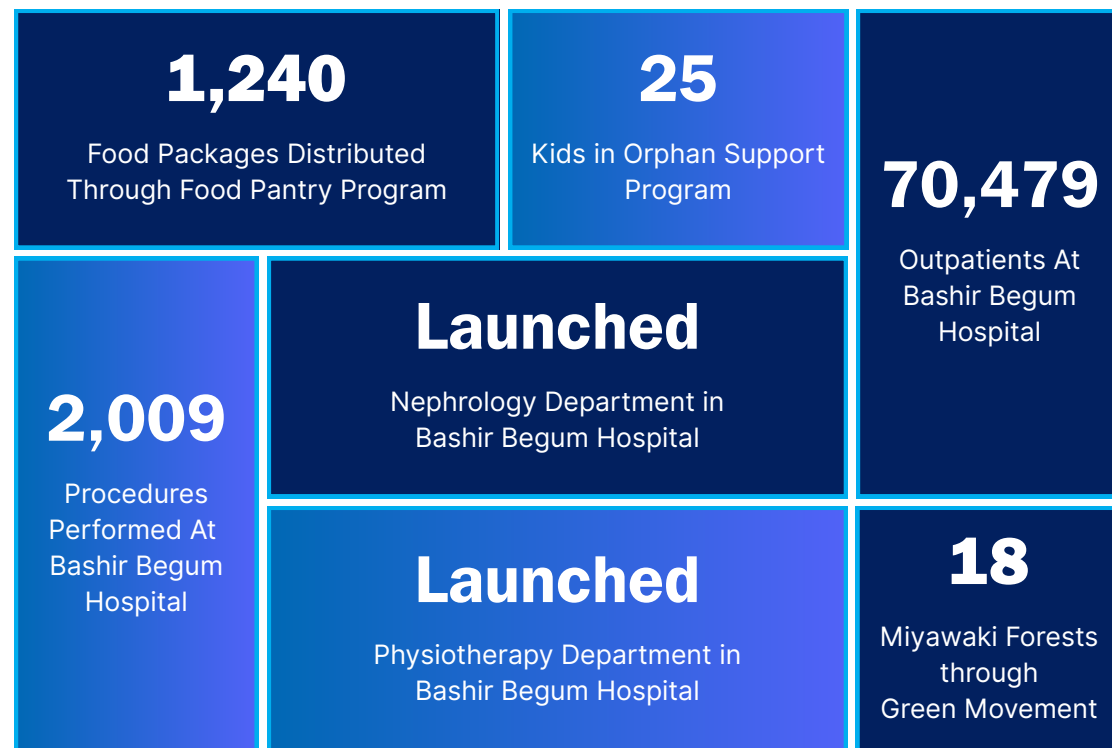 1,240
Food Packages Distributed
Through Food Pantry Program
25
Kids in Orphan Support
Program
70,479
Outpatients At
Bashir Begum
Hospital
2,009
Procedures
Performed At
Bashir Begum
Hospital
Launched
Nephrology Department in
Bashir Begum Hospital
Launched
Physiotherapy Department in
Bashir Begum Hospital
18
Miyawaki Forests
through
Green Movement